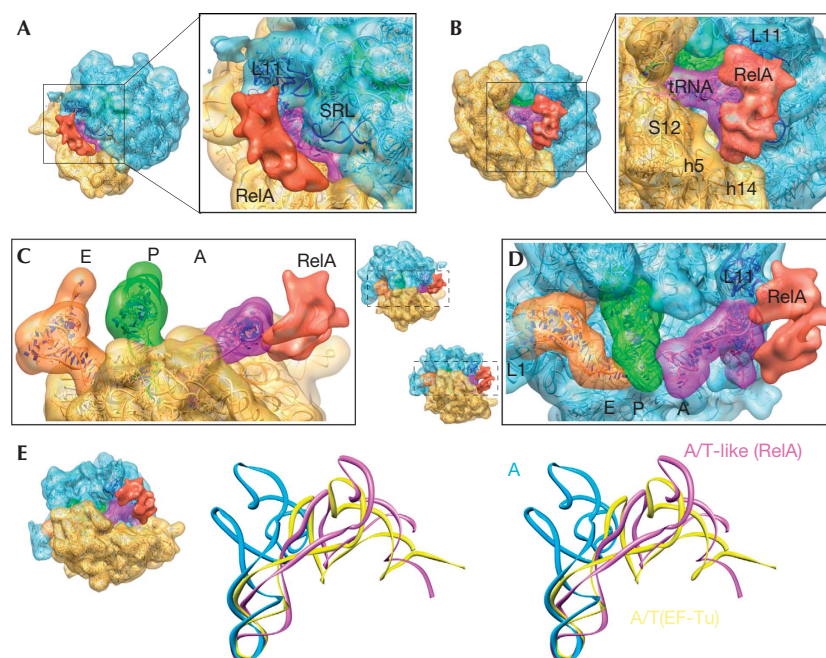 A
L11
SRL
RelA
B
L11
RelA
tRNA
S12
h5
h14
C
E P A RelA
D
L11
RelA
L1
E P A
E
A
A/T-like (RelA)
A/T(EF-Tu)